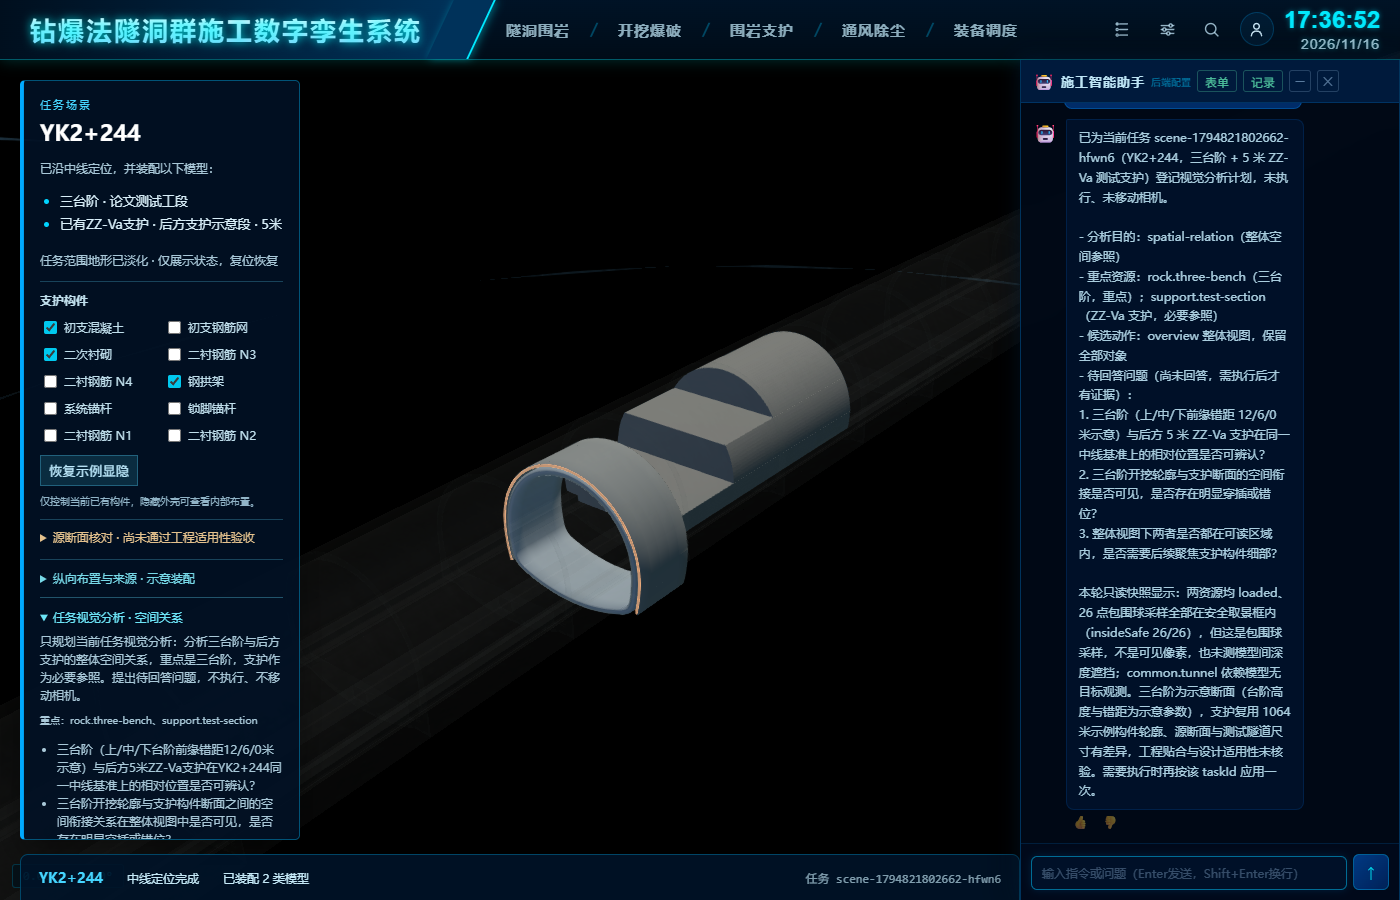 钻爆法隧洞群施工数字孪生系统
隧洞围岩 / 开挖爆破 / 围岩支护 / 通风除尘 / 装备调度
17:36:52
2026/11/16
任务场景
YK2+244
已沿中线定位，并装配以下模型：
三台阶 · 论文测试工段
已有ZZ-Va支护 · 后方支护示意段 · 5米
任务范围地形已淡化 · 仅展示状态，复位恢复
支护构件
初支混凝土 初支钢筋网
二次衬砌 二衬钢筋 N3
二衬钢筋 N4 钢拱架
系统锚杆 锁脚锚杆
二衬钢筋 N1 二衬钢筋 N2
恢复示例显隐
仅控制当前已有构件，隐藏外壳可查看内部布置。
源断面核对 · 尚未通过工程适用性验收
纵向布置与来源 · 示意装配
任务视觉分析 · 空间关系
只规划当前任务视觉分析：分析三台阶与后方
支护的整体空间关系，重点是三台阶，支护作
为必要参照。提出待回答问题，不执行、不移
动相机。
重点：rock.three-bench、support.test-section
三台阶（上/中/下台阶前缘错距12/6/0米
示意）与后方5米ZZ-Va支护在YK2+244同
一中线基准上的相对位置是否可辨认？
三台阶开挖轮廓与支护构件断面之间的空
间衔接关系在整体视图中是否可见，是否
存在明显穿插或错位？
YK2+244 中线定位完成 已装配 2 类模型
任务 scene-1794821802662-hfwn6
施工智能助手 后端配置 表单 记录
已为当前任务 scene-1794821802662-
hfwn6（YK2+244，三台阶 + 5 米 ZZ-
Va 测试支护）登记视觉分析计划，未执
行、未移动相机。
- 分析目的：spatial-relation（整体空
间参照）
- 重点资源：rock.three-bench（三台
阶，重点）；support.test-section
（ZZ-Va 支护，必要参照）
- 候选动作：overview 整体视图，保留
全部对象
- 待回答问题（尚未回答，需执行后才
有证据）：
1. 三台阶（上/中/下前缘错距 12/6/0
米示意）与后方 5 米 ZZ-Va 支护在同一
中线基准上的相对位置是否可辨认？
2. 三台阶开挖轮廓与支护断面的空间衔
接是否可见，是否存在明显穿插或错
位？
3. 整体视图下两者是否都在可读区域
内，是否需要后续聚焦支护构件细部？
本轮只读快照显示：两资源均 loaded、
26 点包围球采样全部在安全取景框内
（insideSafe 26/26），但这是包围球
采样，不是可见像素，也未测模型间深
度遮挡；common.tunnel 依赖模型无
目标观测。三台阶为示意断面（台阶高
度与错距为示意参数），支护复用 1064
米示例构件轮廓、源断面与测试隧道尺
寸有差异，工程贴合与设计适用性未核
验。需要执行时再按该 taskId 应用一
次。
输入指令或问题（Enter发送，Shift+Enter换行）